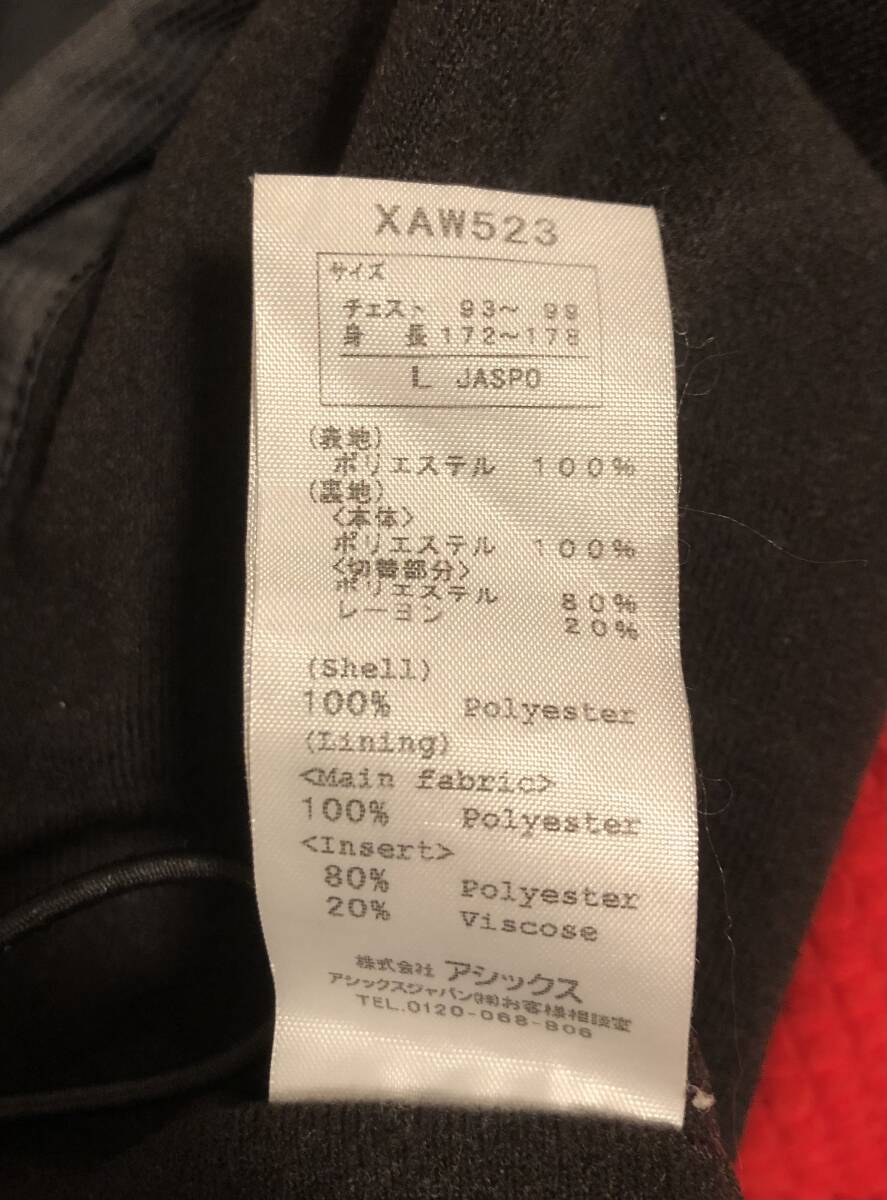 XAW523
サイズ
チェスト 93～ 99
身 長 172～178
L JASPO
(表地)
ポリエステル 100%
(裏地)
<本体>
ポリエステル 100%
<切替部分>
ポリエステル 80%
レーヨン 20%
(Shell)
100% Polyester
(Lining)
<Main fabric>
100% Polyester
<Insert>
80% Polyester
20% Viscose
株式会社 アシックス
アシックスジャパン㈱お客様相談室
TEL.0120-068-806